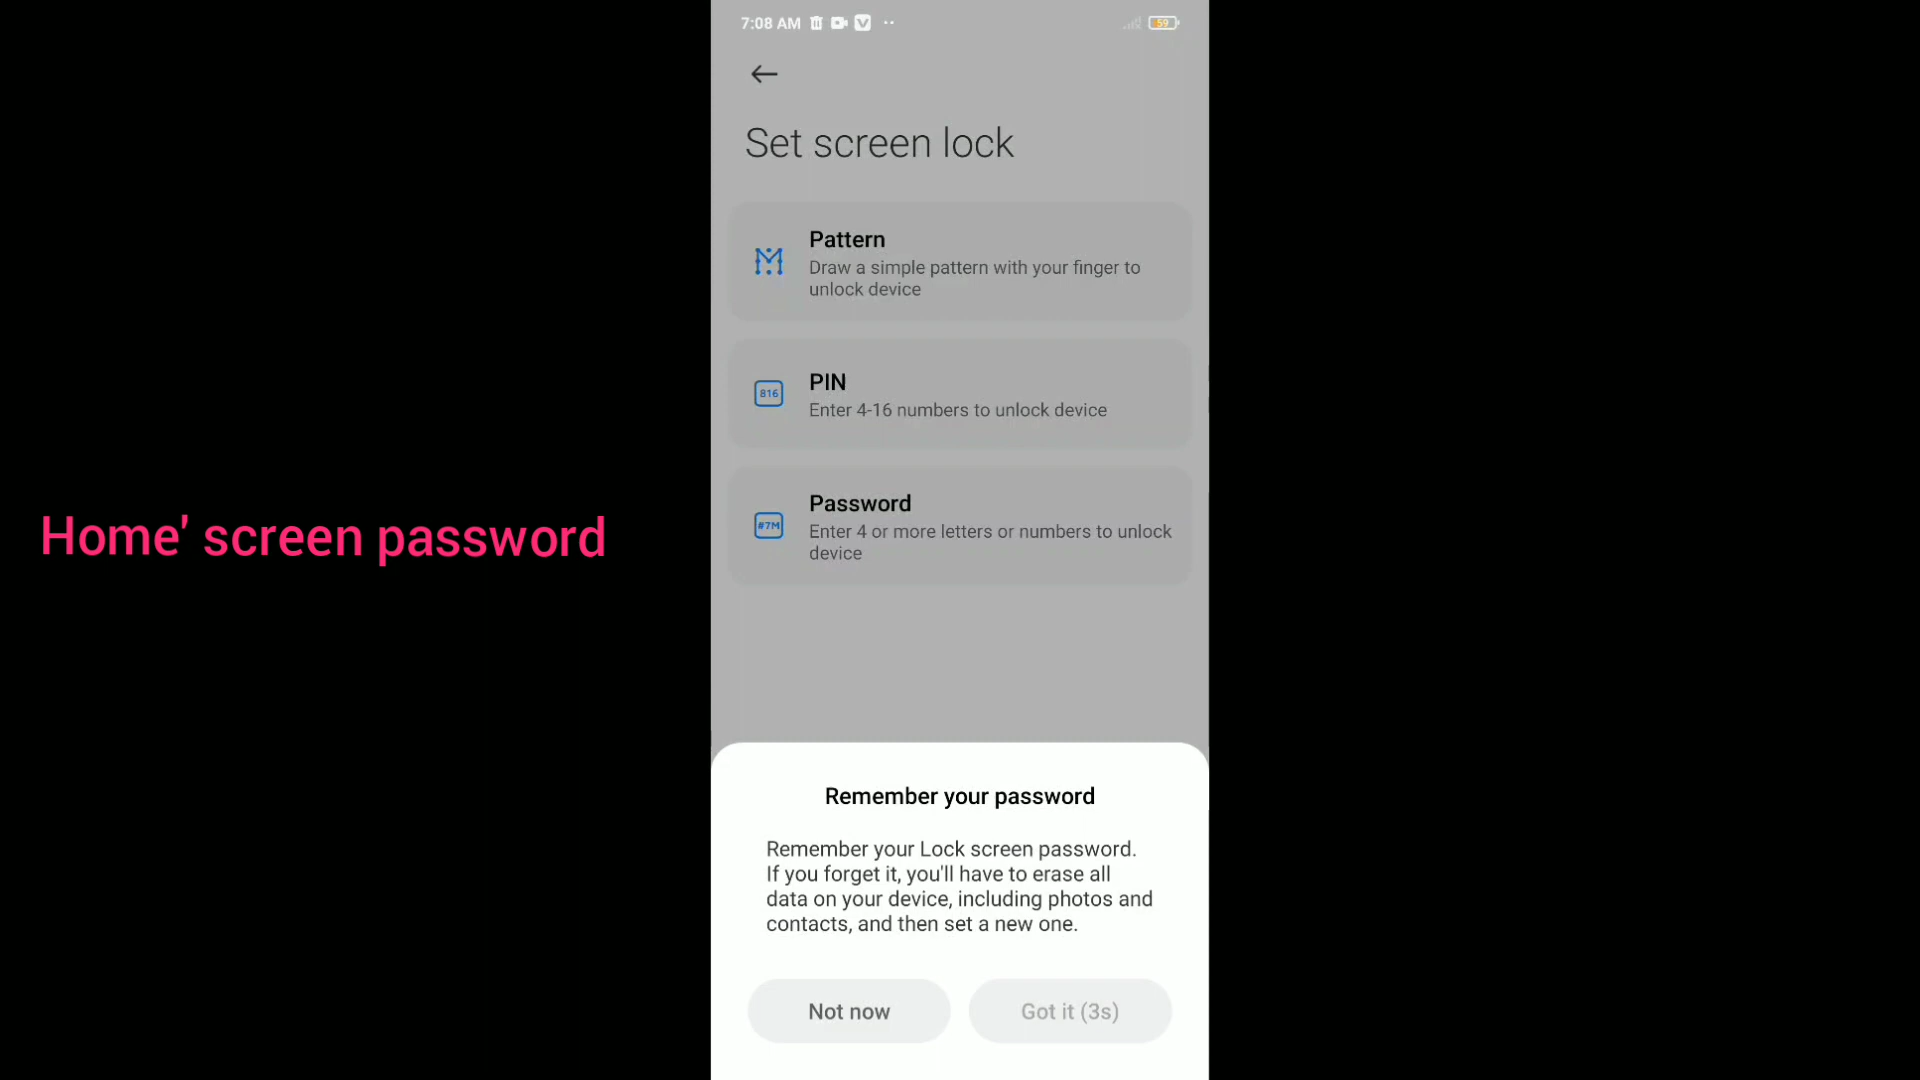 7:08 AM
59
Set screen lock
Pattern
Draw a simple pattern with your finger to
unlock device
816
PIN
Enter 4-16 numbers to unlock device
#7M
Password
Enter 4 or more letters or numbers to unlock
device
Home' screen password
Remember your password
Remember your Lock screen password.
If you forget it, you'll have to erase all
data on your device, including photos and
contacts, and then set a new one.
Not now
Got it (3s)